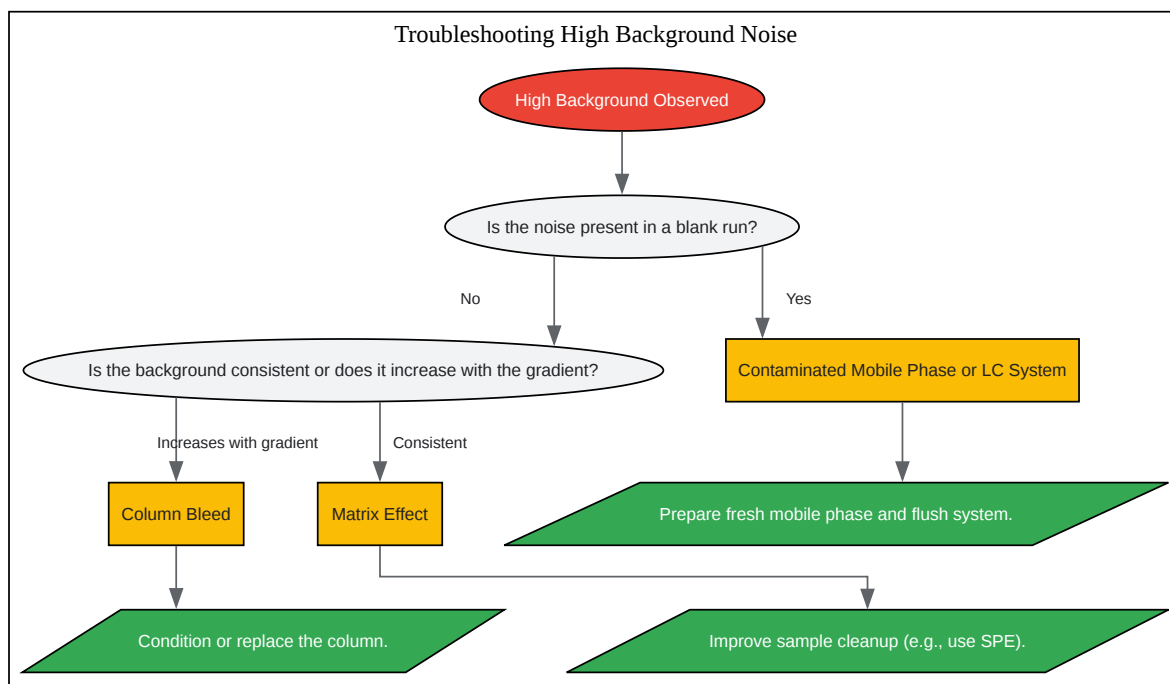 Troubleshooting High Background Noise
High Background Observed
Is the noise present in a blank run?
No
Yes
Is the background consistent or does it increase with the gradient?
Contaminated Mobile Phase or LC System
Increases with gradient
Consistent
Column Bleed
Matrix Effect
Prepare fresh mobile phase and flush system.
Condition or replace the column.
Improve sample cleanup (e.g., use SPE).